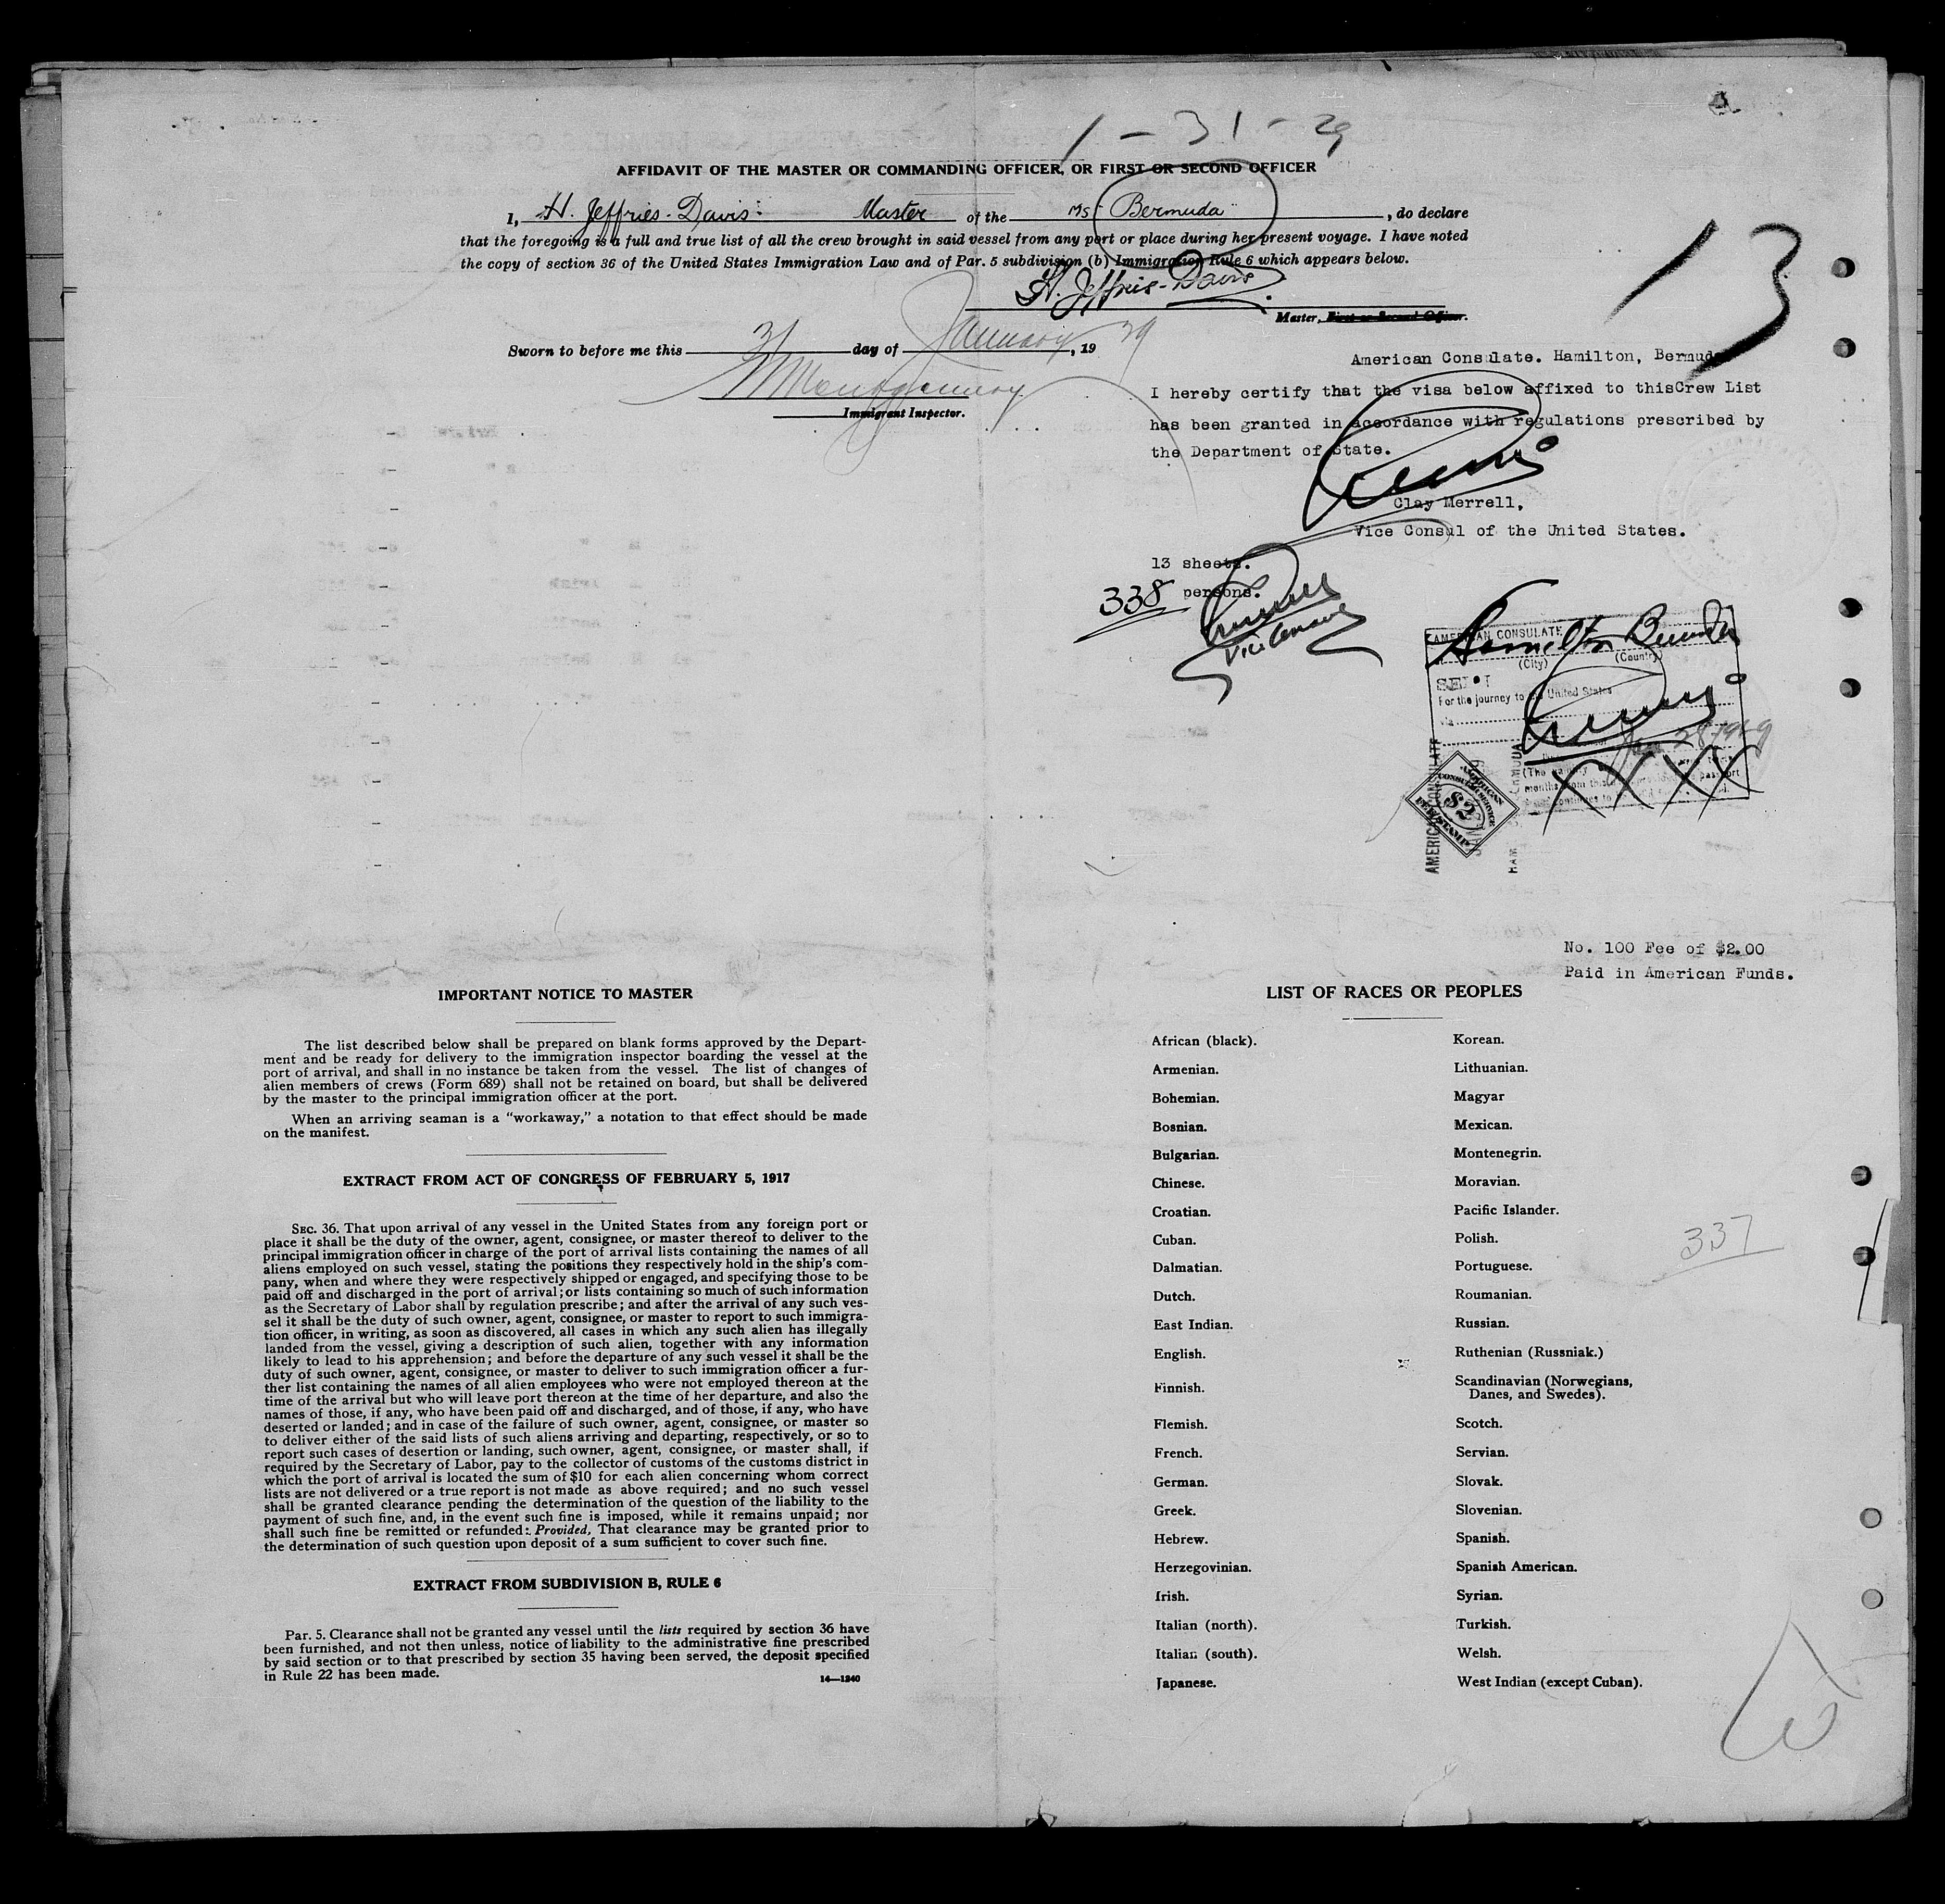 1-31-29
AFFIDAVIT OF THE MASTER OR COMMANDING OFFICER, OR FIRST OR SECOND OFFICER
I, H. Jeffries-Davis: Master of the MS "Bermuda" , do declare
that the foregoing is a full and true list of all the crew brought in said vessel from any port or place during her present voyage. I have noted
the copy of section 36 of the United States Immigration Law and of Par. 5 subdivision (b) Immigration Rule 6 which appears below.
H. Jeffries-Davis.
Master, First or Second Officer.
13
Sworn to before me this 31 day of January, 19 29
Montgomery
Immigrant Inspector.
American Consulate. Hamilton, Bermuda
I hereby certify that the visa below affixed to thisCrew List
has been granted in accordance with regulations prescribed by
the Department of State.
Clay Merrell,
Vice Consul of the United States.
13 sheets.
338 persons.
Vice Consul
AMERICAN CONSULATE
Hamilton Bermuda
(City) (Country)
SEEN
For the journey to the United States
via
Jan 28 1929
XXXX
AMERICAN CONSULATE
AMERICAN CONSULAR SERVICE $2 FEE STAMP
No. 100 Fee of $2.00
Paid in American Funds.
IMPORTANT NOTICE TO MASTER
The list described below shall be prepared on blank forms approved by the Depart-
ment and be ready for delivery to the immigration inspector boarding the vessel at the
port of arrival, and shall in no instance be taken from the vessel. The list of changes of
alien members of crews (Form 689) shall not be retained on board, but shall be delivered
by the master to the principal immigration officer at the port.
When an arriving seaman is a "workaway," a notation to that effect should be made
on the manifest.
EXTRACT FROM ACT OF CONGRESS OF FEBRUARY 5, 1917
SEC. 36. That upon arrival of any vessel in the United States from any foreign port or
place it shall be the duty of the owner, agent, consignee, or master thereof to deliver to the
principal immigration officer in charge of the port of arrival lists containing the names of all
aliens employed on such vessel, stating the positions they respectively hold in the ship's com-
pany, when and where they were respectively shipped or engaged, and specifying those to be
paid off and discharged in the port of arrival; or lists containing so much of such information
as the Secretary of Labor shall by regulation prescribe; and after the arrival of any such ves-
sel it shall be the duty of such owner, agent, consignee, or master to report to such immigra-
tion officer, in writing, as soon as discovered, all cases in which any such alien has illegally
landed from the vessel, giving a description of such alien, together with any information
likely to lead to his apprehension; and before the departure of any such vessel it shall be the
duty of such owner, agent, consignee, or master to deliver to such immigration officer a fur-
ther list containing the names of all alien employees who were not employed thereon at the
time of the arrival but who will leave port thereon at the time of her departure, and also the
names of those, if any, who have been paid off and discharged, and of those, if any, who have
deserted or landed; and in case of the failure of such owner, agent, consignee, or master so
to deliver either of the said lists of such aliens arriving and departing, respectively, or so to
report such cases of desertion or landing, such owner, agent, consignee, or master shall, if
required by the Secretary of Labor, pay to the collector of customs of the customs district in
which the port of arrival is located the sum of $10 for each alien concerning whom correct
lists are not delivered or a true report is not made as above required; and no such vessel
shall be granted clearance pending the determination of the question of the liability to the
payment of such fine, and, in the event such fine is imposed, while it remains unpaid; nor
shall such fine be remitted or refunded: Provided, That clearance may be granted prior to
the determination of such question upon deposit of a sum sufficient to cover such fine.
EXTRACT FROM SUBDIVISION B, RULE 6
Par. 5. Clearance shall not be granted any vessel until the lists required by section 36 have
been furnished, and not then unless, notice of liability to the administrative fine prescribed
by said section or to that prescribed by section 35 having been served, the deposit specified
in Rule 22 has been made.
14—1240
LIST OF RACES OR PEOPLES
African (black). Korean.
Armenian. Lithuanian.
Bohemian. Magyar
Bosnian. Mexican.
Bulgarian. Montenegrin.
Chinese. Moravian.
Croatian. Pacific Islander.
Cuban. Polish.
337
Dalmatian. Portuguese.
Dutch. Roumanian.
East Indian. Russian.
English. Ruthenian (Russniak.)
Finnish. Scandinavian (Norwegians,
Danes, and Swedes).
Flemish. Scotch.
French. Servian.
German. Slovak.
Greek. Slovenian.
Hebrew. Spanish.
Herzegovinian. Spanish American.
Irish. Syrian.
Italian (north). Turkish.
Italian (south). Welsh.
Japanese. West Indian (except Cuban).